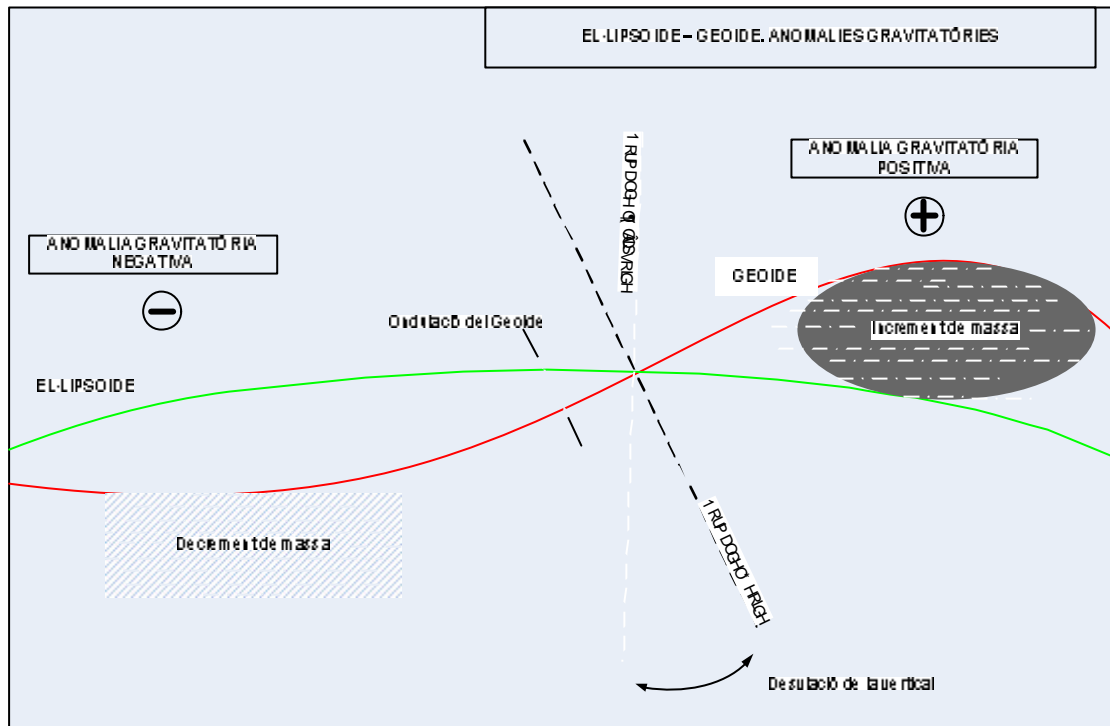 EL·LIPSOIDE – GEOIDE. ANOMALIES GRAVITATÒRIES
ANOMALIA GRAVITATÒRIA
POSITIVA
ANOMALIA GRAVITATÒRIA
NEGATIVA
GEOIDE
Ondulació del Geoide
Increment de massa
EL·LIPSOIDE
Decrement de massa
Desviació de la vertical